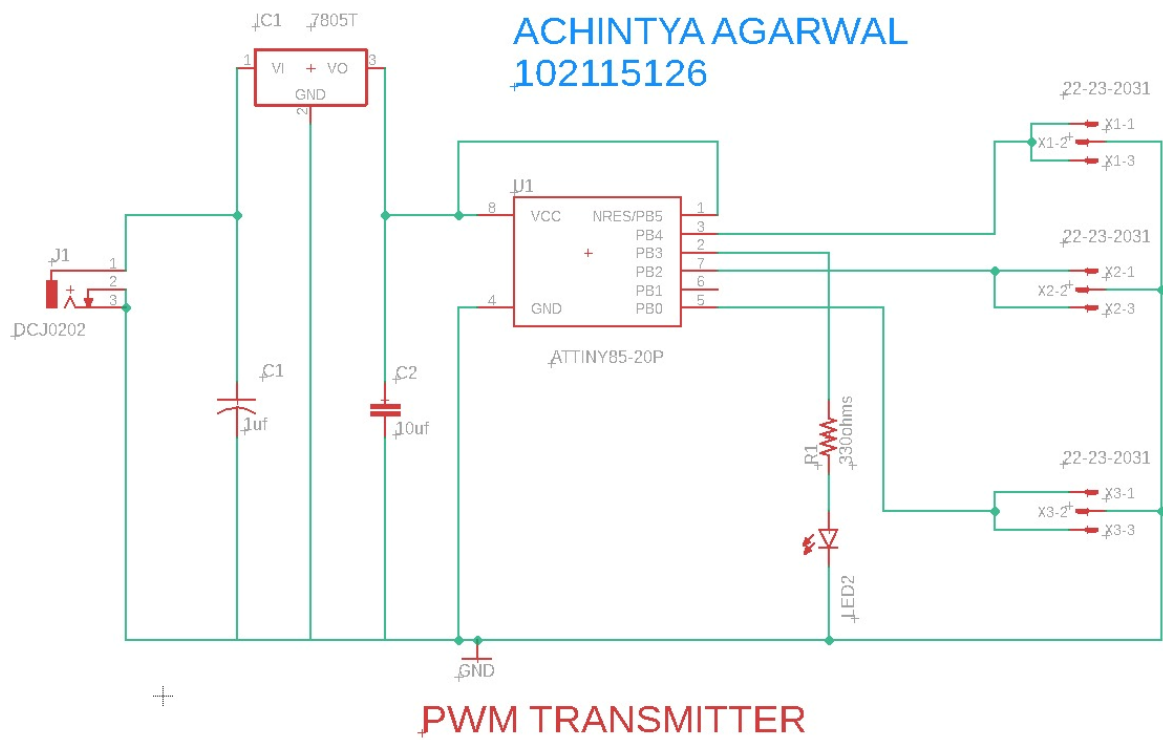 IC1 7805T
1 VI VO 3
GND
2
ACHINTYA AGARWAL
102115126
22-23-2031
X1-1
X1-2
X1-3
U1
8 VCC NRES/PB5 1
PB4 3
PB3 2
PB2 7
PB1 6
4 GND PB0 5
ATTINY85-20P
22-23-2031
X2-1
X2-2
X2-3
J1
1
2
3
DCJ0202
C1
1uf
C2
10uf
R1
330ohms
22-23-2031
X3-1
X3-2
X3-3
LED2
GND
PWM TRANSMITTER